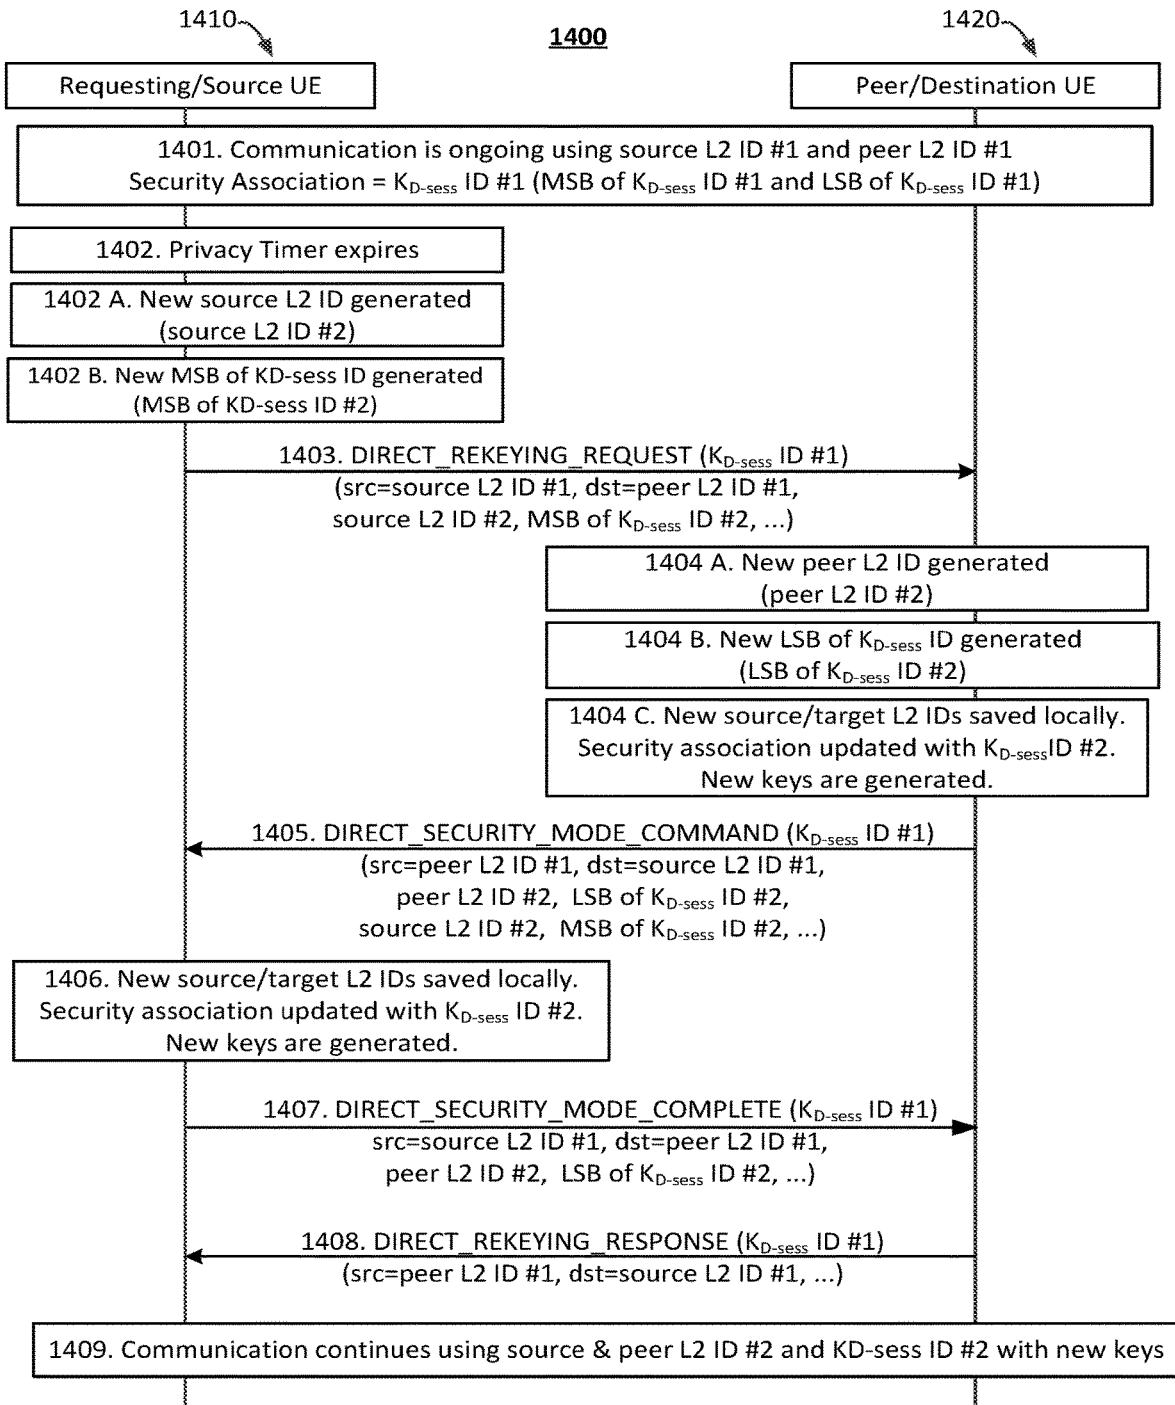 1410
1420
1400
Requesting/Source UE
Peer/Destination UE
1401. Communication is ongoing using source L2 ID #1 and peer L2 ID #1
Security Association = KD-sess ID #1 (MSB of KD-sess ID #1 and LSB of KD-sess ID #1)
1402. Privacy Timer expires
1402 A. New source L2 ID generated
(source L2 ID #2)
1402 B. New MSB of KD-sess ID generated
(MSB of KD-sess ID #2)
1403. DIRECT_REKEYING_REQUEST (KD-sess ID #1)
(src=source L2 ID #1, dst=peer L2 ID #1,
source L2 ID #2, MSB of KD-sess ID #2, ...)
1404 A. New peer L2 ID generated
(peer L2 ID #2)
1404 B. New LSB of KD-sess ID generated
(LSB of KD-sess ID #2)
1404 C. New source/target L2 IDs saved locally.
Security association updated with KD-sessID #2.
New keys are generated.
1405. DIRECT_SECURITY_MODE_COMMAND (KD-sess ID #1)
(src=peer L2 ID #1, dst=source L2 ID #1,
peer L2 ID #2, LSB of KD-sess ID #2,
source L2 ID #2, MSB of KD-sess ID #2, ...)
1406. New source/target L2 IDs saved locally.
Security association updated with KD-sess ID #2.
New keys are generated.
1407. DIRECT_SECURITY_MODE_COMPLETE (KD-sess ID #1)
src=source L2 ID #1, dst=peer L2 ID #1,
peer L2 ID #2, LSB of KD-sess ID #2, ...)
1408. DIRECT_REKEYING_RESPONSE (KD-sess ID #1)
(src=peer L2 ID #1, dst=source L2 ID #1, ...)
1409. Communication continues using source & peer L2 ID #2 and KD-sess ID #2 with new keys